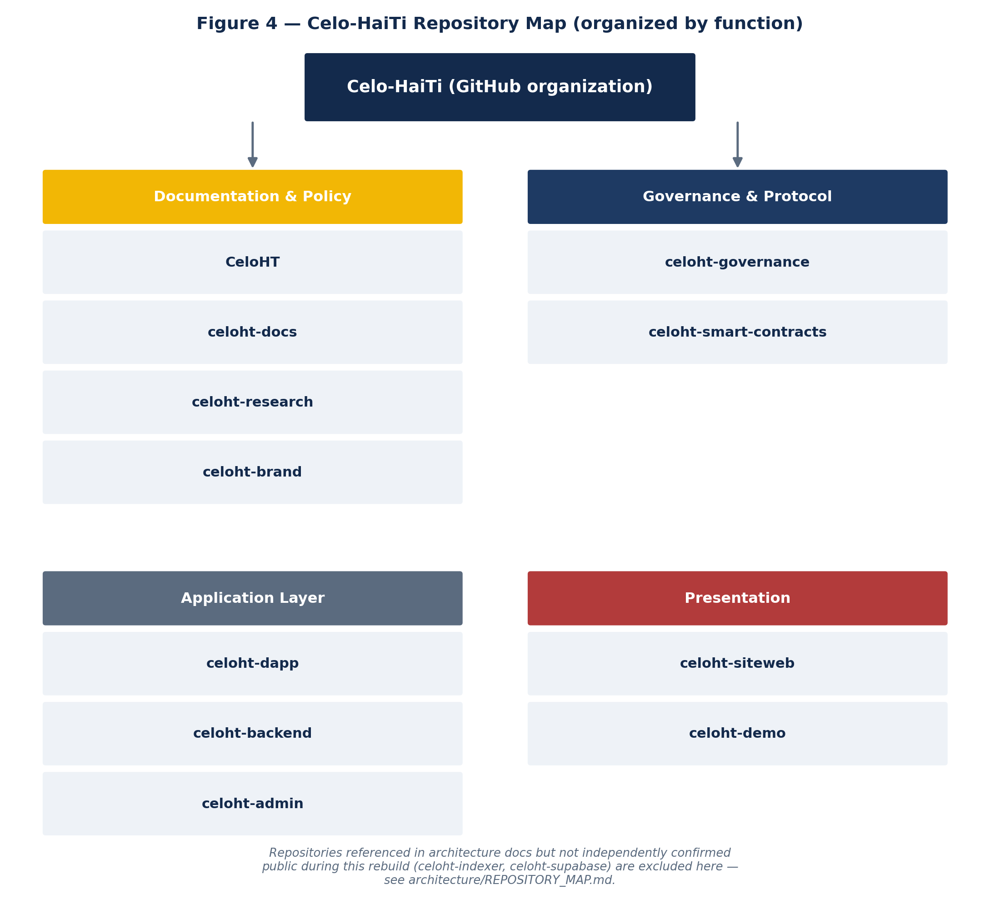 Figure 4 — Celo-HaiTi Repository Map (organized by function)
Celo-HaiTi (GitHub organization)
Documentation & Policy
CeloHT
celoht-docs
celoht-research
celoht-brand
Governance & Protocol
celoht-governance
celoht-smart-contracts
Application Layer
celoht-dapp
celoht-backend
celoht-admin
Presentation
celoht-siteweb
celoht-demo
Repositories referenced in architecture docs but not independently confirmed
public during this rebuild (celoht-indexer, celoht-supabase) are excluded here —
see architecture/REPOSITORY_MAP.md.